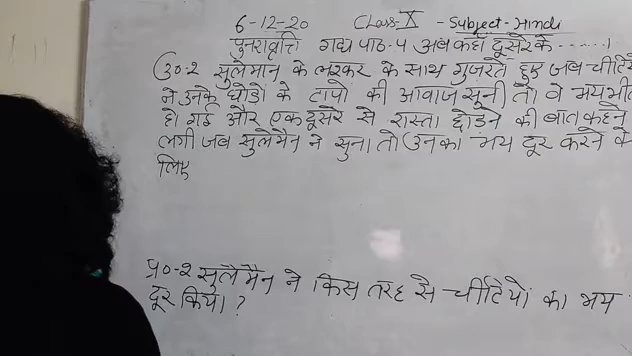 6-12-20 Class-X - Subject-Hindi
पुनरावृत्ति गद्य पाठ-4 अब कहाँ दूसरे के ......।
उ०-2 सुलेमान के लश्कर के साथ गुजरते हुए जब चींटियों
ने उनके घोड़ों के टापों की आवाज सुनी तो वे भयभीत
हो गई और एक दूसरे से रास्ता छोड़ने की बात कहने
लगी जब सुलेमैन ने सुना तो उनका भय दूर करने के
लिए
प्र०-2 सुलेमैन ने किस तरह से चींटियों का भय
दूर किया?